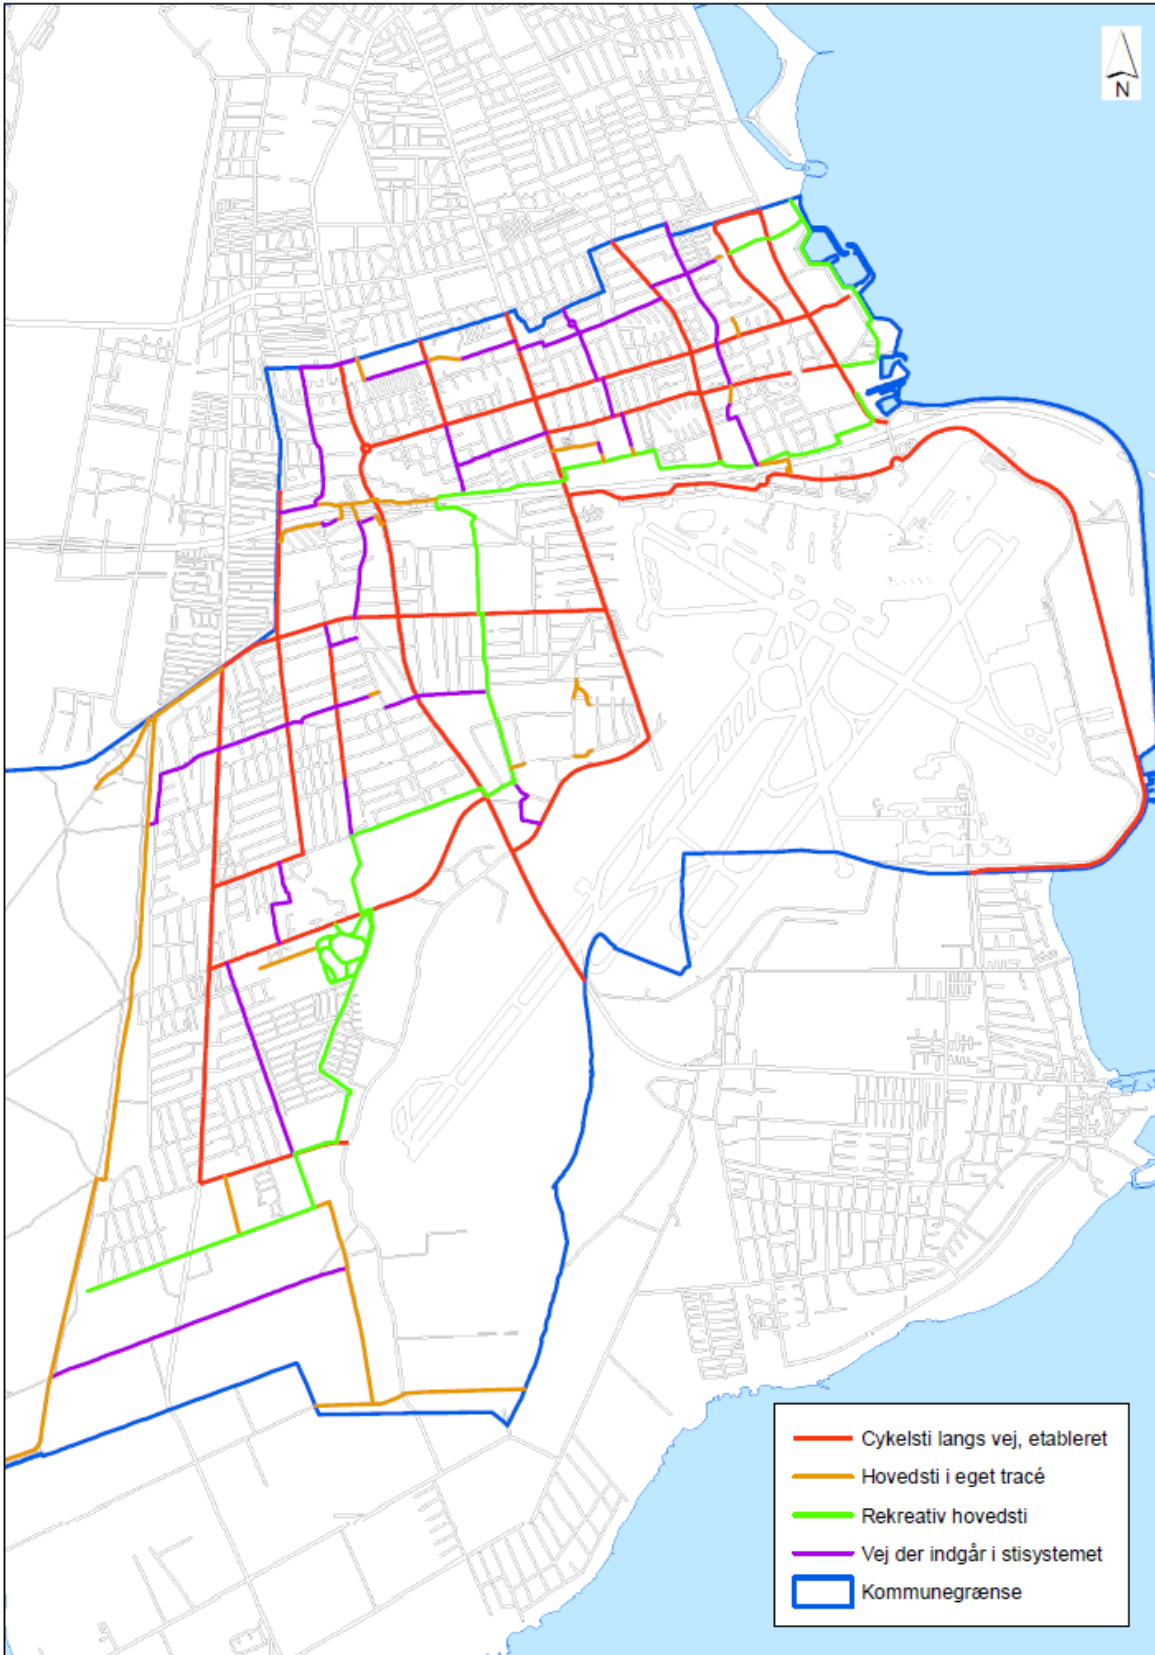 N
Cykelsti langs vej, etableret
Hovedsti i eget tracé
Rekreativ hovedsti
Vej der indgår i stisystemet
Kommunegrænse